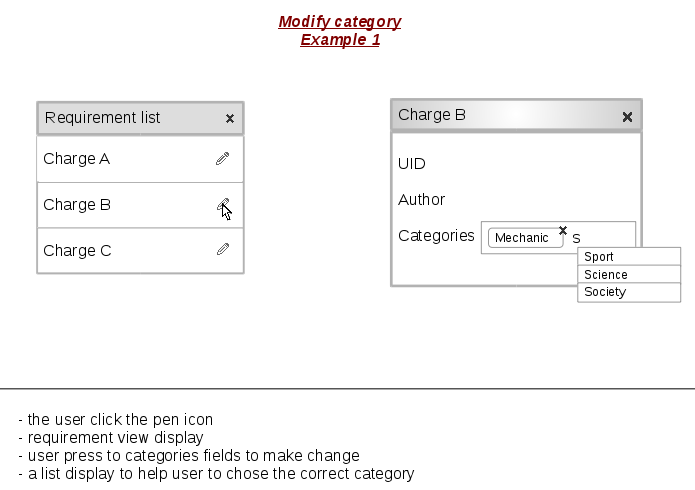 Modify category
Example 1
Requirement list
Charge A
Charge B
Charge C
Charge B
UID
Author
Categories Mechanic S
Sport
Science
Society
- the user click the pen icon
- requirement view display
- user press to categories fields to make change
- a list display to help user to chose the correct category